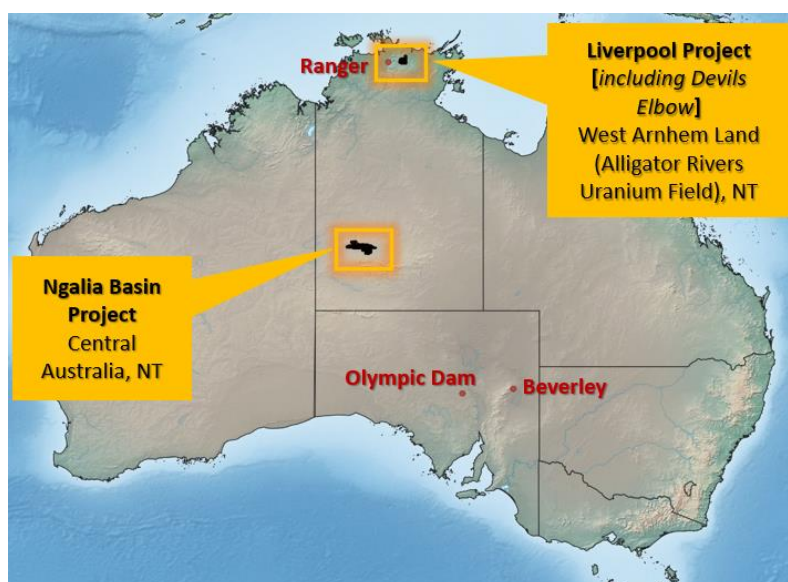 Ranger
Liverpool Project
[including Devils
Elbow]
West Arnhem Land
(Alligator Rivers
Uranium Field), NT
Ngalia Basin
Project
Central
Australia, NT
Olympic Dam
Beverley